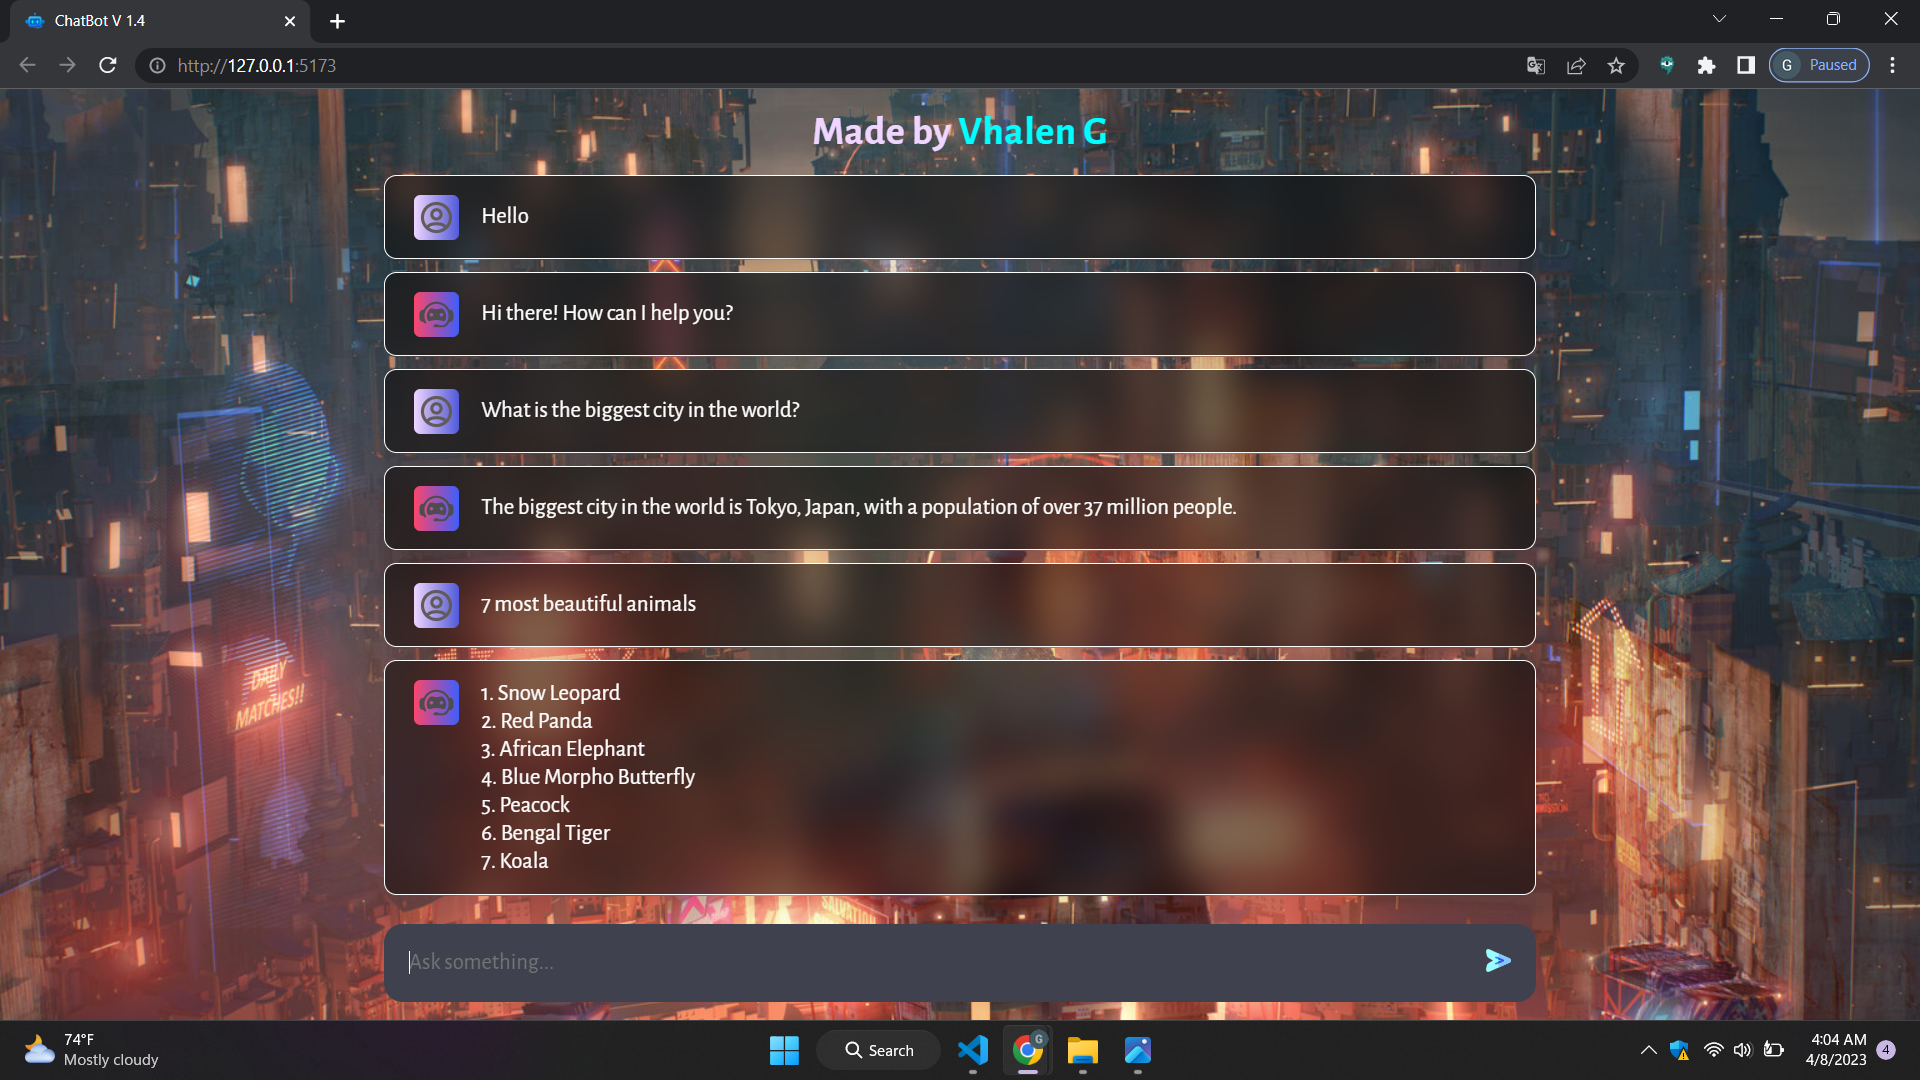 ChatBot V 1.4
http://127.0.0.1:5173
G Paused
Made by Vhalen G
Hello
Hi there! How can I help you?
What is the biggest city in the world?
The biggest city in the world is Tokyo, Japan, with a population of over 37 million people.
7 most beautiful animals
1. Snow Leopard
2. Red Panda
3. African Elephant
4. Blue Morpho Butterfly
5. Peacock
6. Bengal Tiger
7. Koala
DAILY
MATCHES!!
SALVATION
Ask something...
74°F
Mostly cloudy
Search
G
4:04 AM
4/8/2023
4